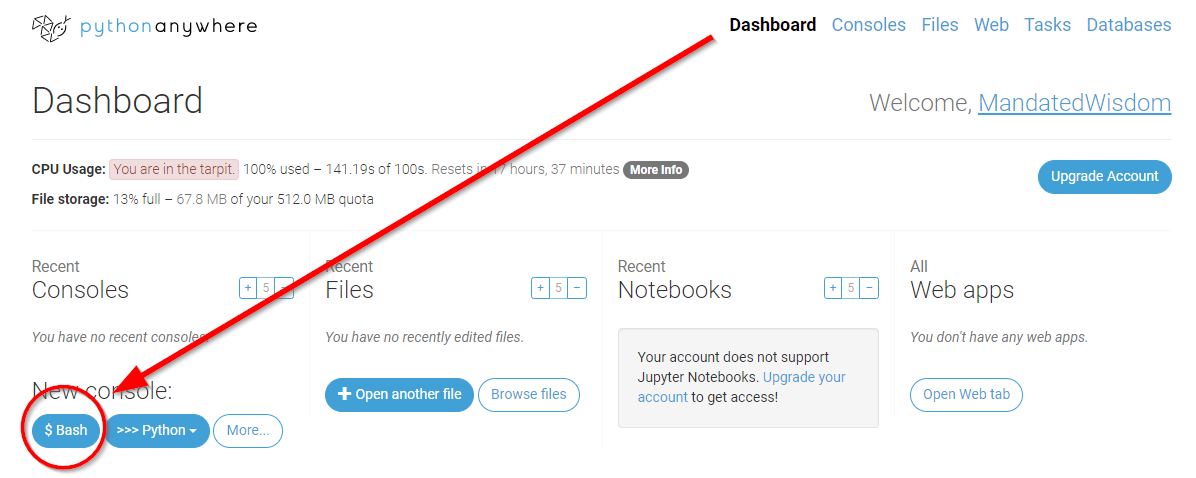 pythonanywhere
Dashboard Consoles Files Web Tasks Databases
Dashboard
Welcome, MandatedWisdom
CPU Usage: You are in the tarpit. 100% used – 141.19s of 100s. Resets in 17 hours, 37 minutes More Info
Upgrade Account
File storage: 13% full – 67.8 MB of your 512.0 MB quota
Recent
Consoles
+ 5 −
You have no recent consoles.
New console:
$ Bash >>> Python More...
Recent
Files
+ 5 −
You have no recently edited files.
+ Open another file Browse files
Recent
Notebooks
+ 5 −
Your account does not support
Jupyter Notebooks. Upgrade your
account to get access!
All
Web apps
You don't have any web apps.
Open Web tab